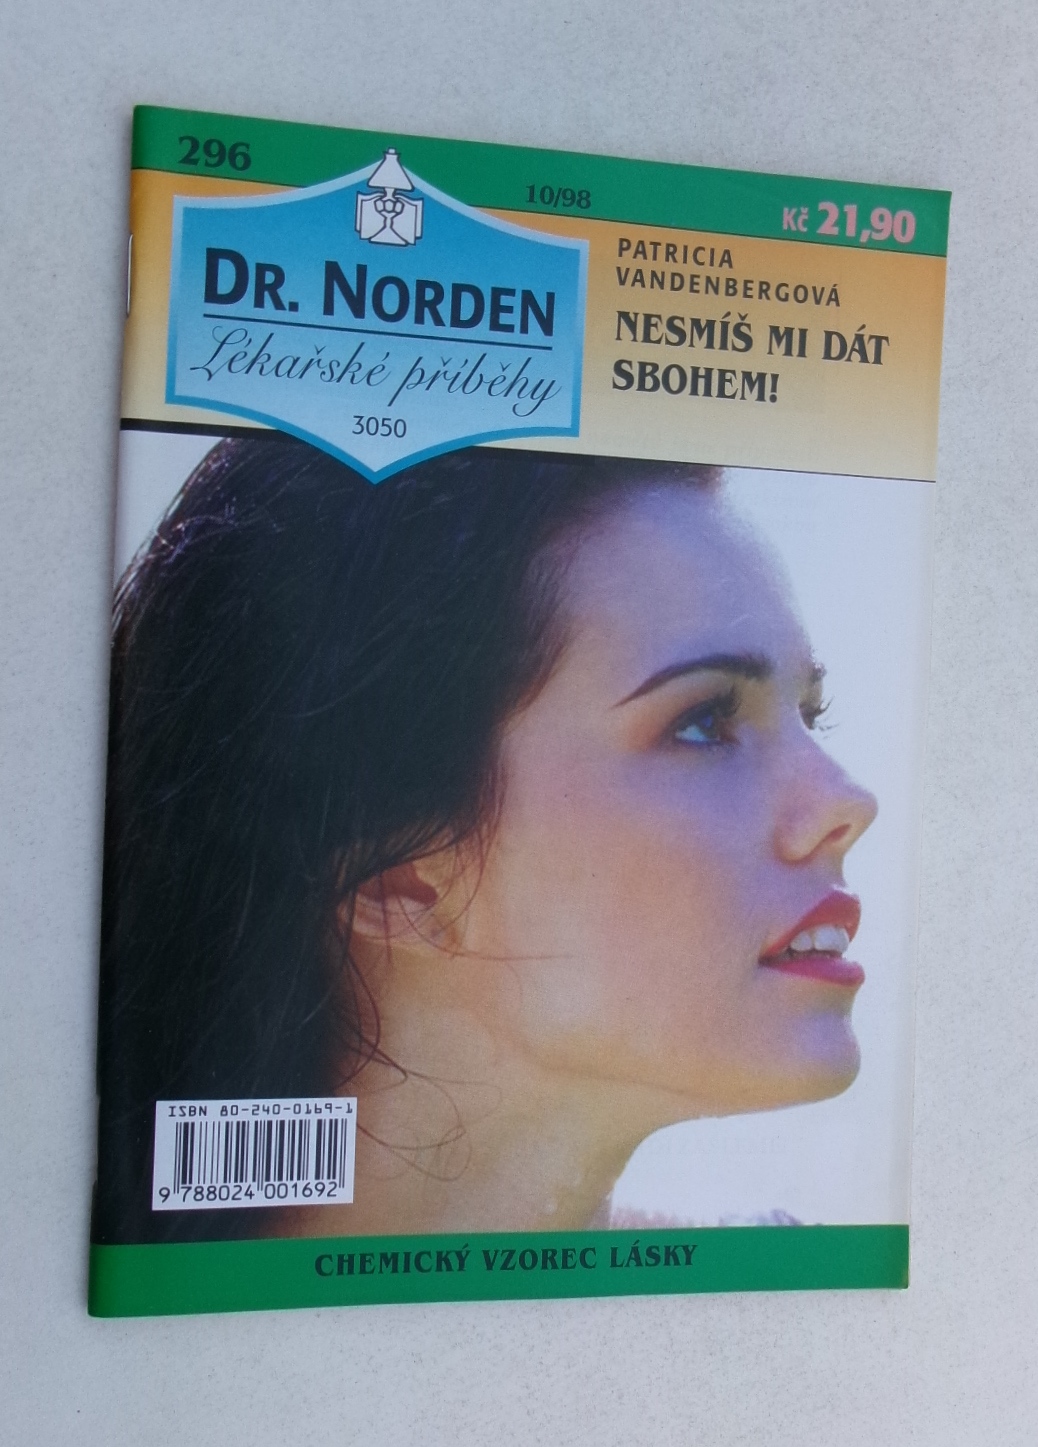 296
10/98
Kč 21,90
DR. NORDEN
Lékařské příběhy
3050
PATRICIA
VANDENBERGOVÁ
NESMÍŠ MI DÁT
SBOHEM!
ISBN 80-240-0169-1
9 788024 001692
CHEMICKÝ VZOREC LÁSKY